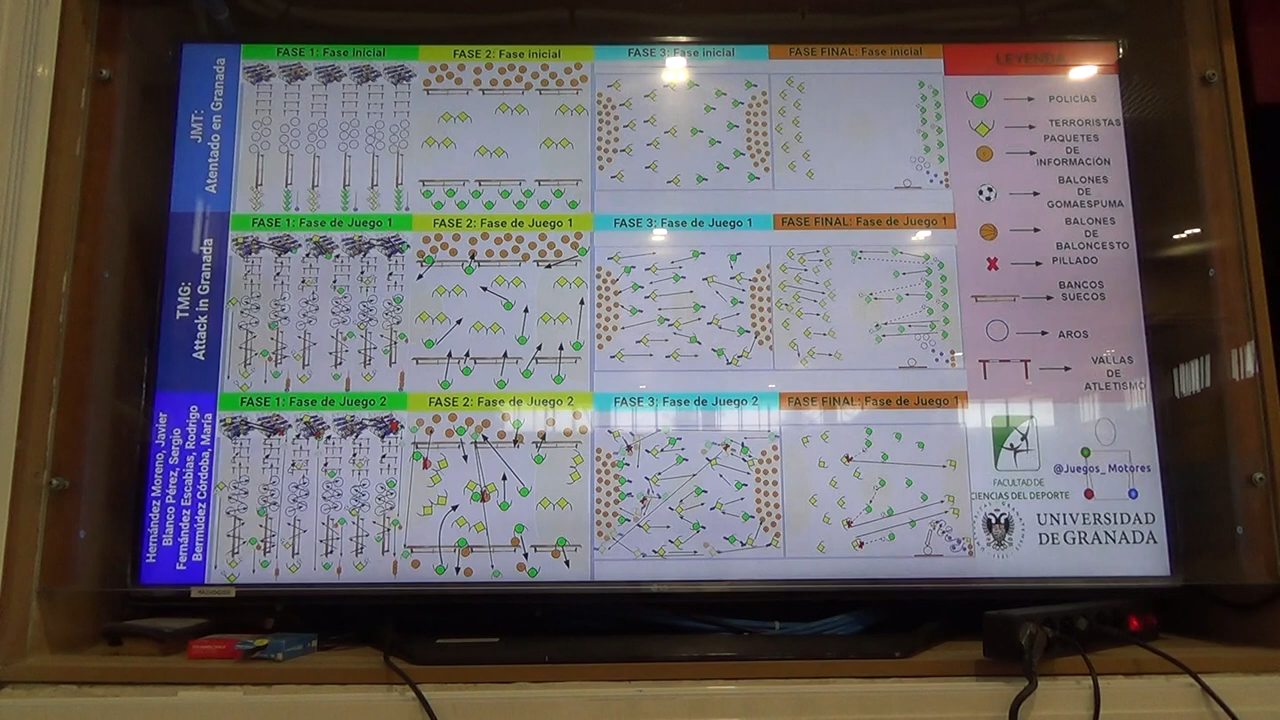 JMT:
Atentado en Granada
FASE 1: Fase inicial
FASE 2: Fase inicial
FASE 3: Fase inicial
FASE FINAL: Fase inicial
TMG:
Attack in Granada
FASE 1: Fase de Juego 1
FASE 2: Fase de Juego 1
FASE 3: Fase de Juego 1
FASE FINAL: Fase de Juego 1
Hernández Moreno, Javier
Blanco Pérez, Sergio
Fernández Escabias, Rodrigo
Bermúdez Córdoba, María
FASE 1: Fase de Juego 2
FASE 2: Fase de Juego 2
FASE 3: Fase de Juego 2
FASE FINAL: Fase de Juego 1
LEYENDA
POLICÍAS
TERRORISTAS
PAQUETES
DE
INFORMACIÓN
BALONES
DE
GOMAESPUMA
BALONES
DE
BALONCESTO
PILLADO
BANCOS
SUECOS
AROS
VALLAS
DE
ATLETISMO
@Juegos_Motores
FACULTAD DE
CIENCIAS DEL DEPORTE
UNIVERSIDAD
DE GRANADA